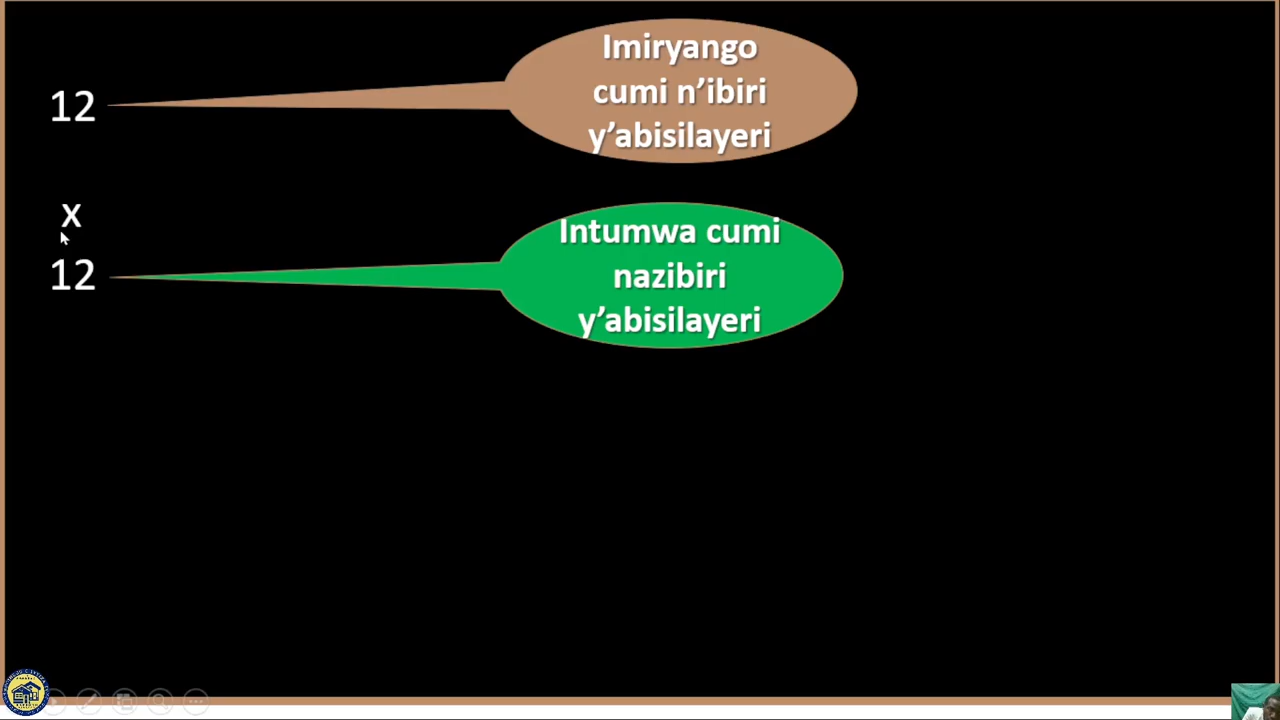 12
Imiryango
cumi n’ibiri
y’abisilayeri
X
12
Intumwa cumi
nazibiri
y’abisilayeri